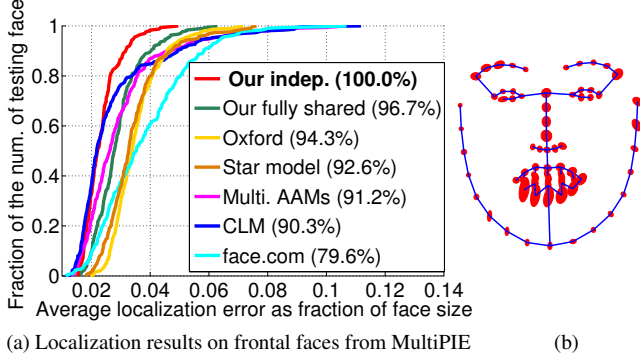 Fraction of the num. of testing face
1
0.8
0.6
0.4
0.2
0
Our indep. (100.0%)
Our fully shared (96.7%)
Oxford (94.3%)
Star model (92.6%)
Multi. AAMs (91.2%)
CLM (90.3%)
face.com (79.6%)
0.02 0.04 0.06 0.08 0.1 0.12 0.14
Average localization error as fraction of face size
(a) Localization results on frontal faces from MultiPIE
(b)